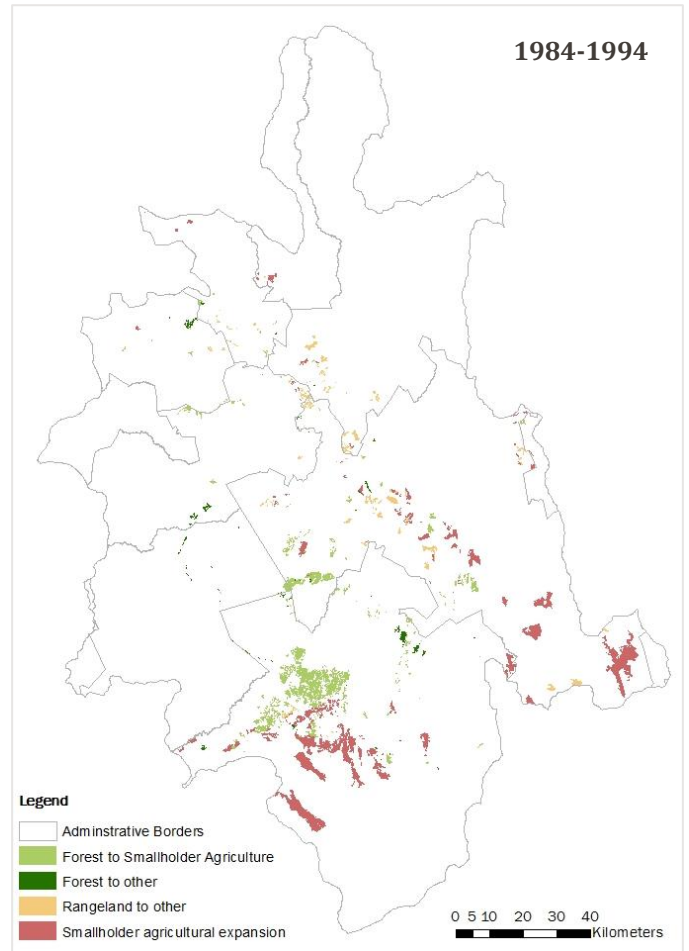 1984-1994
Legend
Adminstrative Borders
Forest to Smallholder Agriculture
Forest to other
Rangeland to other
Smallholder agricultural expansion
0 5 10 20 30 40
Kilometers